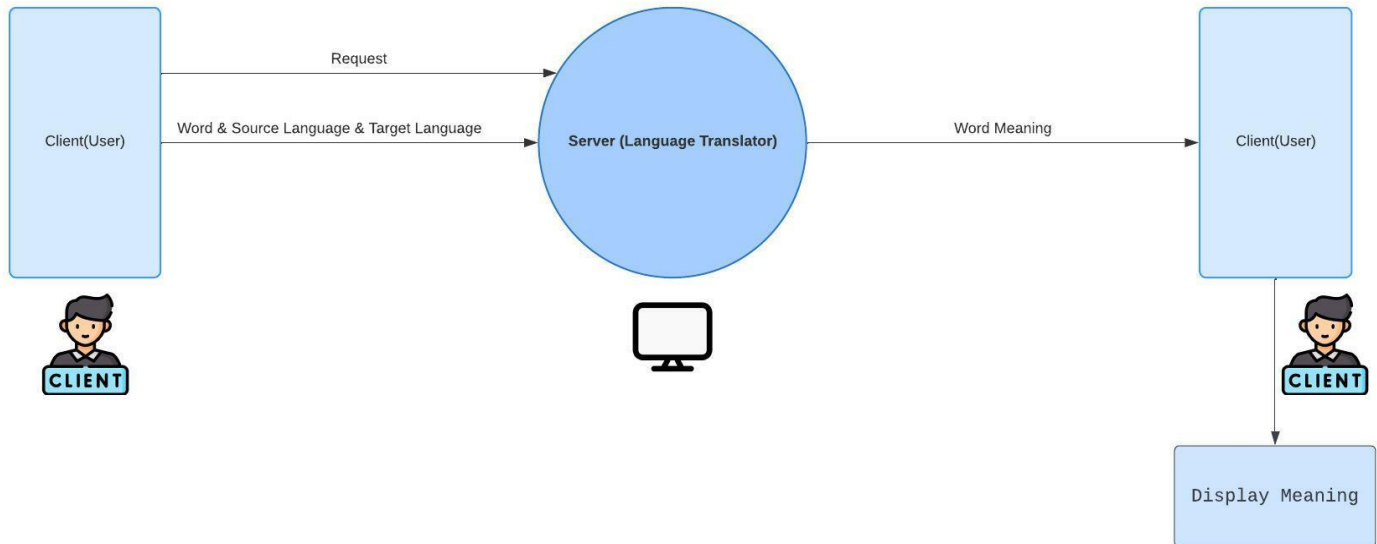 Request
Client(User)
Word & Source Language & Target Language
Server (Language Translator)
Word Meaning
Client(User)
CLIENT
CLIENT
Display Meaning